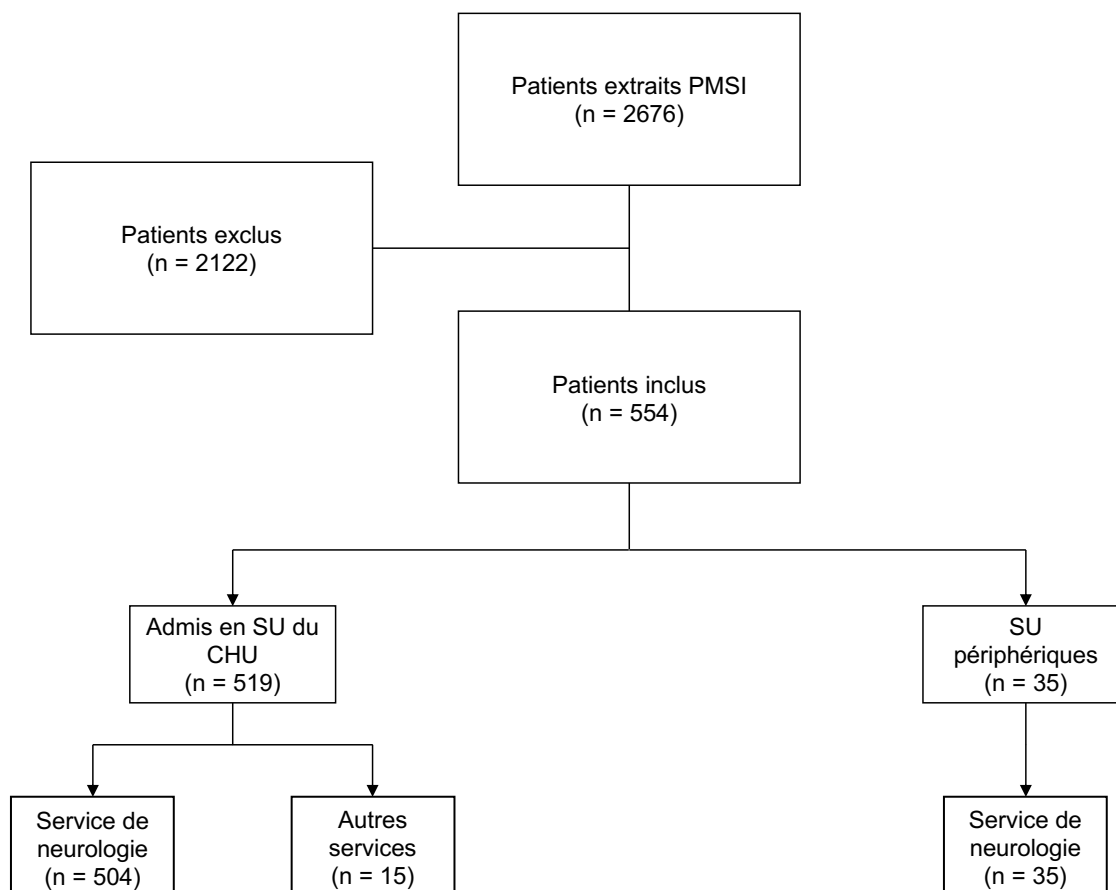 Patients extraits PMSI
(n = 2676)
Patients exclus
(n = 2122)
Patients inclus
(n = 554)
Admis en SU du
CHU
(n = 519)
SU
périphériques
(n = 35)
Service de
neurologie
(n = 504)
Autres
services
(n = 15)
Service de
neurologie
(n = 35)